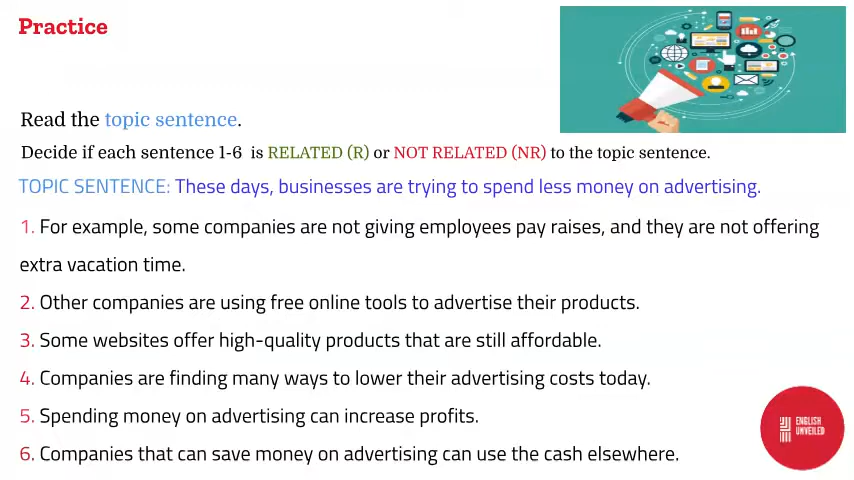 Practice
Read the topic sentence.
Decide if each sentence 1-6 is RELATED (R) or NOT RELATED (NR) to the topic sentence.
TOPIC SENTENCE: These days, businesses are trying to spend less money on advertising.
1. For example, some companies are not giving employees pay raises, and they are not offering
extra vacation time.
2. Other companies are using free online tools to advertise their products.
3. Some websites offer high-quality products that are still affordable.
4. Companies are finding many ways to lower their advertising costs today.
5. Spending money on advertising can increase profits.
6. Companies that can save money on advertising can use the cash elsewhere.
ENGLISH
UNVEILED